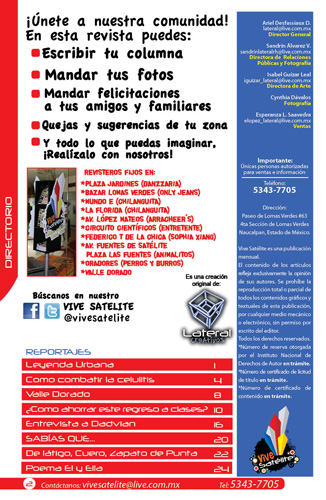 ¡Únete a nuestra comunidad!
En esta revista puedes:
Escribir tu columna
Mandar tus fotos
Mandar felicitaciones
a tus amigos y familiares
Quejas y sugerencias de tu zona
Y todo lo que puedas imaginar,
¡Realízalo con nosotros!
DIRECTORIO
REVISTEROS FIJOS EN:
*PLAZA JARDINES (DANZZARIA)
*BAZAR LOMAS VERDES (ONLY JEANS)
*MUNDO E (CHILANGUITA)
*LA FLORIDA (CHILANGUITA)
*AV. LÓPEZ MATEOS (ARRACHEER'S)
*CIRCUITO CIENTÍFICOS (ENTRETENTE)
*FEDERICO T DE LA CHICA (SOPHIA XIANG)
*AV. FUENTES DE SATÉLITE
PLAZA LAS FUENTES (ANIMALITOS)
*ORADORES (PERROS Y BURROS)
*VALLE DORADO
Es una creación
original de:
Lateral
creativos
Búscanos en nuestro
VIVE SATELITE
@vivesatelite
REPORTAJES
Leyenda Urbana 1
Como combatir la celulitis 4
Valle Dorado 8
¿Como ahorrar este regreso a clases? 10
Entrevista a Dadvian 16
SABÍAS QUE... 20
De látigo, Cuero, Zapato de Punta 22
Poema El y Ella 24
2
Contáctanos: vivesatelite@live.com.mx
Tel: 5343-7705
Ariel Desfassiaux D.
lateral@live.com.mx
Director General
Sandrín Álvarez V.
sandrinlateralrh@live.com.mx
Directora de Relaciones
Públicas y Fotografía
Isabel Guizar Leal
iguizar_lateral@live.com.mx
Directora de Arte
Cynthia Dávalos
Fotografía
Esperanza L. Saavedra
elopez_lateral@live.com.mx
Ventas
Importante:
Únicas personas autorizadas
para ventas e información
Teléfono:
5343-7705
Dirección:
Paseo de Lomas Verdes #63
4ta Sección de Lomas Verdes
Naucalpan, Estado de México.
Vive Satélite es una publicación
mensual.
El contenido de los artículos
refleja exclusivamente la opinión
de sus autores. Se prohíbe la
reproducción total o parcial de
todos los contenidos gráficos y
textuales de esta publicación,
por cualquier medio mecánico
o electrónico, sin permiso por
escrito del editor.
Todos los derechos reservados.
*Número de reserva otorgada
por el Instituto Nacional de
Derechos de Autor en trámite.
*Número de certificado de licitud
de título en trámite.
*Número de certificado de
contenido en trámite.
Vive
Satélite